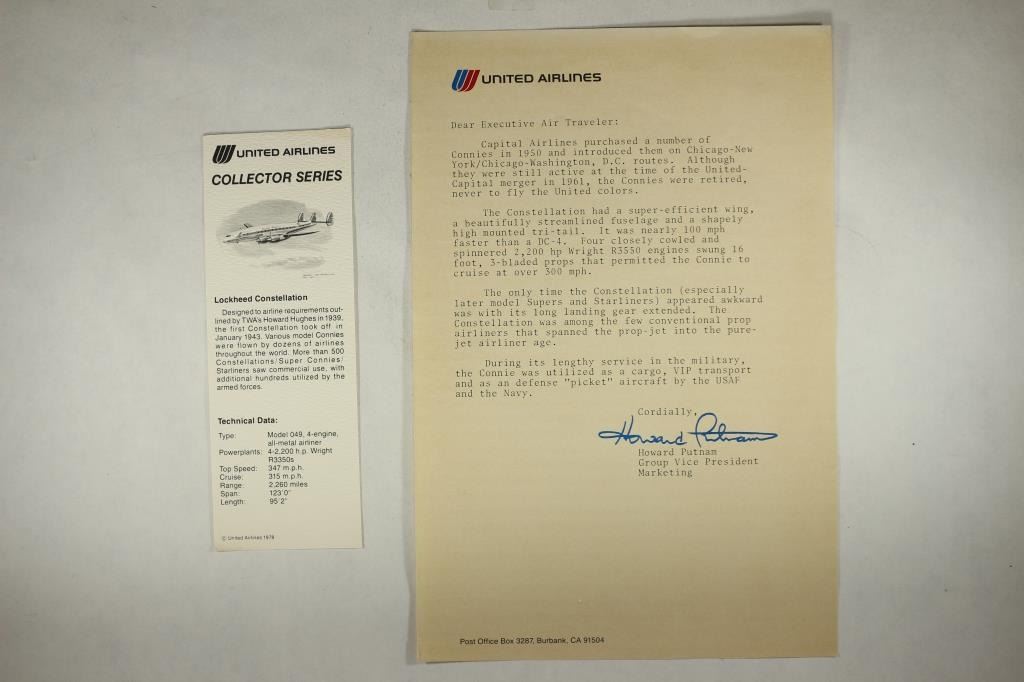 UNITED AIRLINES
COLLECTOR SERIES
Lockheed Constellation
Designed to airline requirements out-
lined by TWA's Howard Hughes in 1939,
the first Constellation took off in
January 1943. Various model Connies
were flown by dozens of airlines
throughout the world. More than 500
Constellations/Super Connies/
Starliners saw commercial use, with
additional hundreds utilized by the
armed forces.
Technical Data:
Type: Model 049, 4-engine,
all-metal airliner
Powerplants: 4-2,200 h.p. Wright
R3350s
Top Speed: 347 m.p.h.
Cruise: 315 m.p.h.
Range: 2,260 miles
Span: 123'0"
Length: 95'2"
© United Airlines 1978
UNITED AIRLINES
Dear Executive Air Traveler:
Capital Airlines purchased a number of
Connies in 1950 and introduced them on Chicago-New
York/Chicago-Washington, D.C. routes. Although
they were still active at the time of the United-
Capital merger in 1961, the Connies were retired,
never to fly the United colors.
The Constellation had a super-efficient wing,
a beautifully streamlined fuselage and a shapely
high mounted tri-tail. It was nearly 100 mph
faster than a DC-4. Four closely cowled and
spinnered 2,200 hp Wright R3550 engines swung 16
foot, 3-bladed props that permitted the Connie to
cruise at over 300 mph.
The only time the Constellation (especially
later model Supers and Starliners) appeared awkward
was with its long landing gear extended. The
Constellation was among the few conventional prop
airliners that spanned the prop-jet into the pure-
jet airliner age.
During its lengthy service in the military,
the Connie was utilized as a cargo, VIP transport
and as an defense "picket" aircraft by the USAF
and the Navy.
Cordially,
Howard Putnam
Howard Putnam
Group Vice President
Marketing
Post Office Box 3287, Burbank, CA 91504